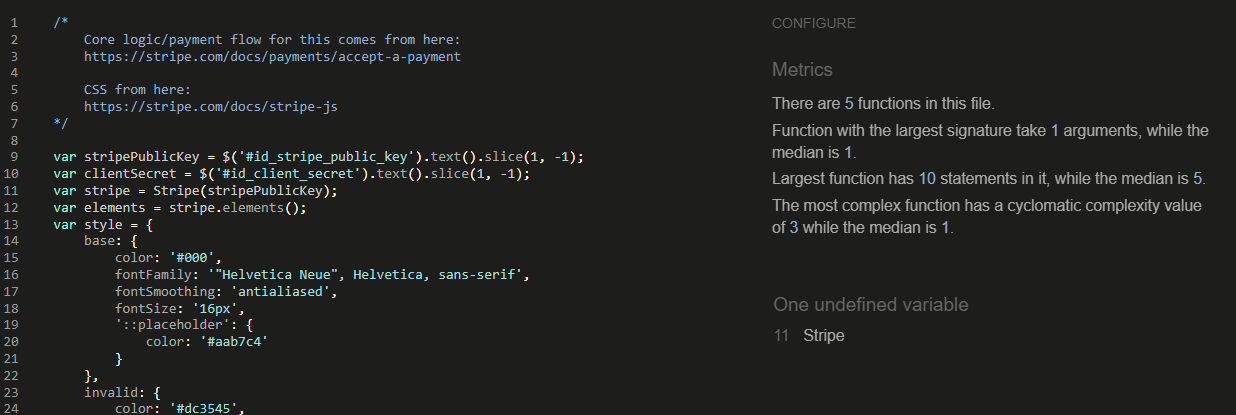 1 /*
2 Core logic/payment flow for this comes from here:
3 https://stripe.com/docs/payments/accept-a-payment
4
5 CSS from here:
6 https://stripe.com/docs/stripe-js
7 */
8
9 var stripePublicKey = $('#id_stripe_public_key').text().slice(1, -1);
10 var clientSecret = $('#id_client_secret').text().slice(1, -1);
11 var stripe = Stripe(stripePublicKey);
12 var elements = stripe.elements();
13 var style = {
14 base: {
15 color: '#000',
16 fontFamily: '"Helvetica Neue", Helvetica, sans-serif',
17 fontSmoothing: 'antialiased',
18 fontSize: '16px',
19 '::placeholder': {
20 color: '#aab7c4'
21 }
22 },
23 invalid: {
24 color: '#dc3545',
CONFIGURE
Metrics
There are 5 functions in this file.
Function with the largest signature take 1 arguments, while the
median is 1.
Largest function has 10 statements in it, while the median is 5.
The most complex function has a cyclomatic complexity value
of 3 while the median is 1.
One undefined variable
11 Stripe